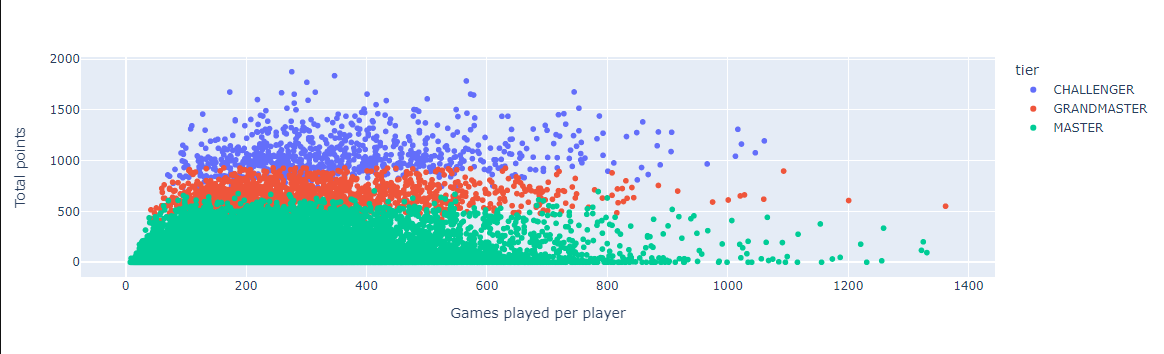 2000
1500
1000
500
0
Total points
0 200 400 600 800 1000 1200 1400
Games played per player
tier
CHALLENGER
GRANDMASTER
MASTER